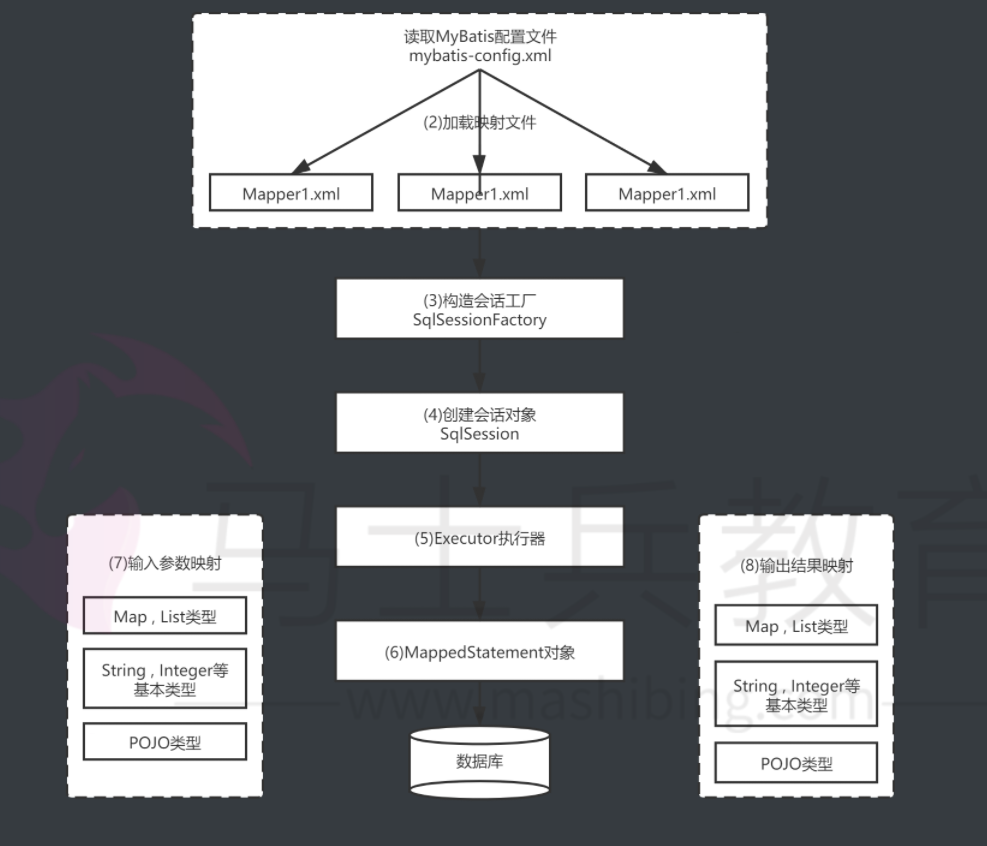 读取MyBatis配置文件
mybatis-config.xml
(2)加载映射文件
Mapper1.xml
Mapper1.xml
Mapper1.xml
(3)构造会话工厂
SqlSessionFactory
(4)创建会话对象
SqlSession
(5)Executor执行器
(6)MappedStatement对象
数据库
(7)输入参数映射
Map , List类型
String , Integer等
基本类型
POJO类型
(8)输出结果映射
Map , List类型
String , Integer等
基本类型
POJO类型
马士兵教育
www.mashibing.com